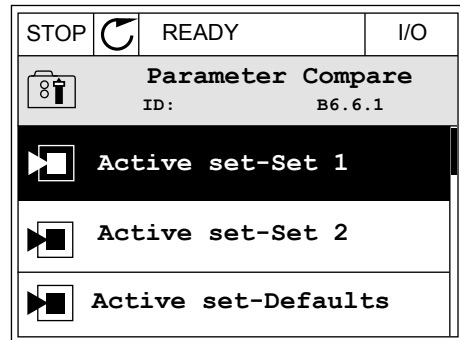 STOP READY I/O
Parameter Compare
ID: B6.6.1
Active set-Set 1
Active set-Set 2
Active set-Defaults